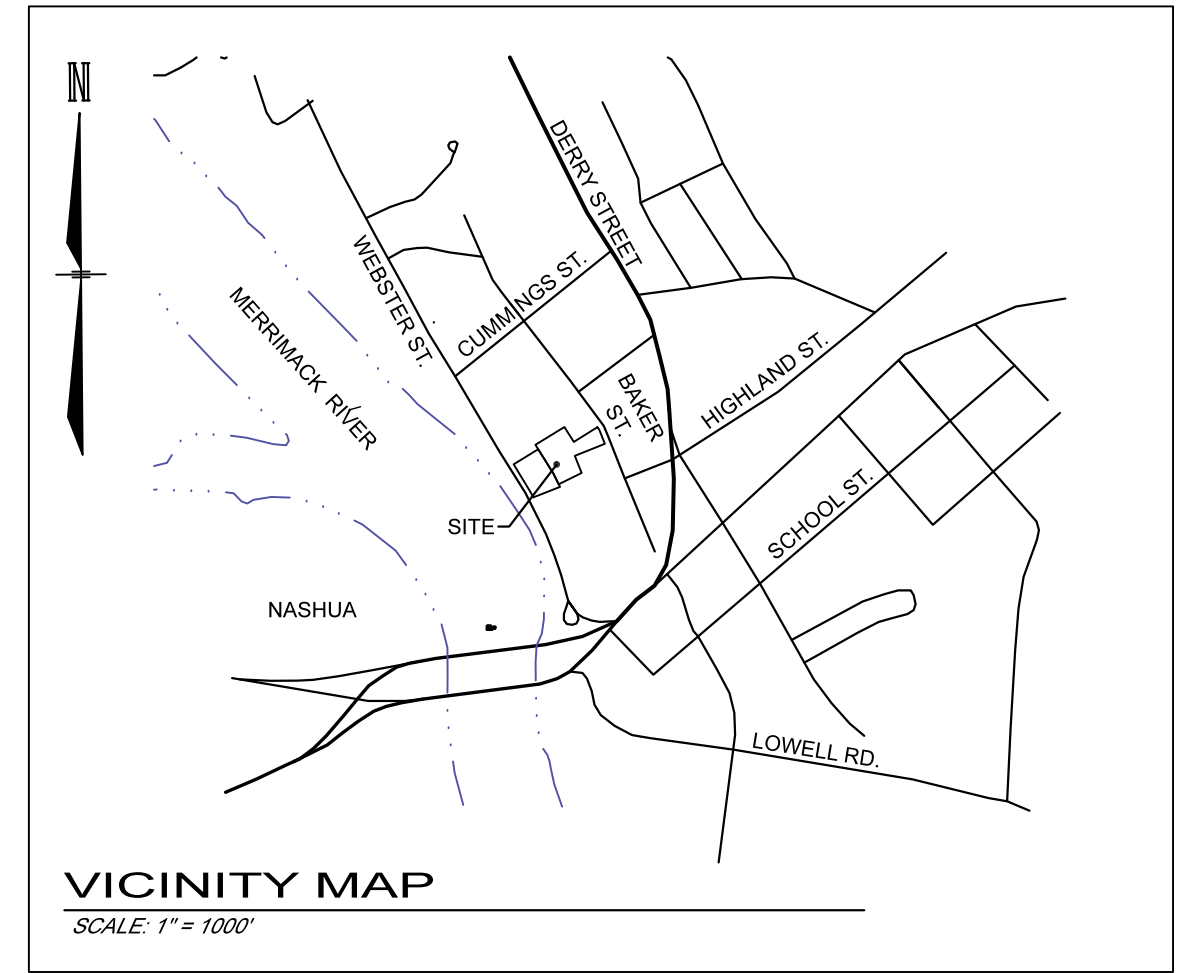 N
DERRY STREET
WEBSTER ST.
CUMMINGS ST.
MERRIMACK RIVER
HIGHLAND ST.
BAKER
ST.
SCHOOL ST.
SITE
NASHUA
LOWELL RD.
VICINITY MAP
SCALE: 1" = 1000'